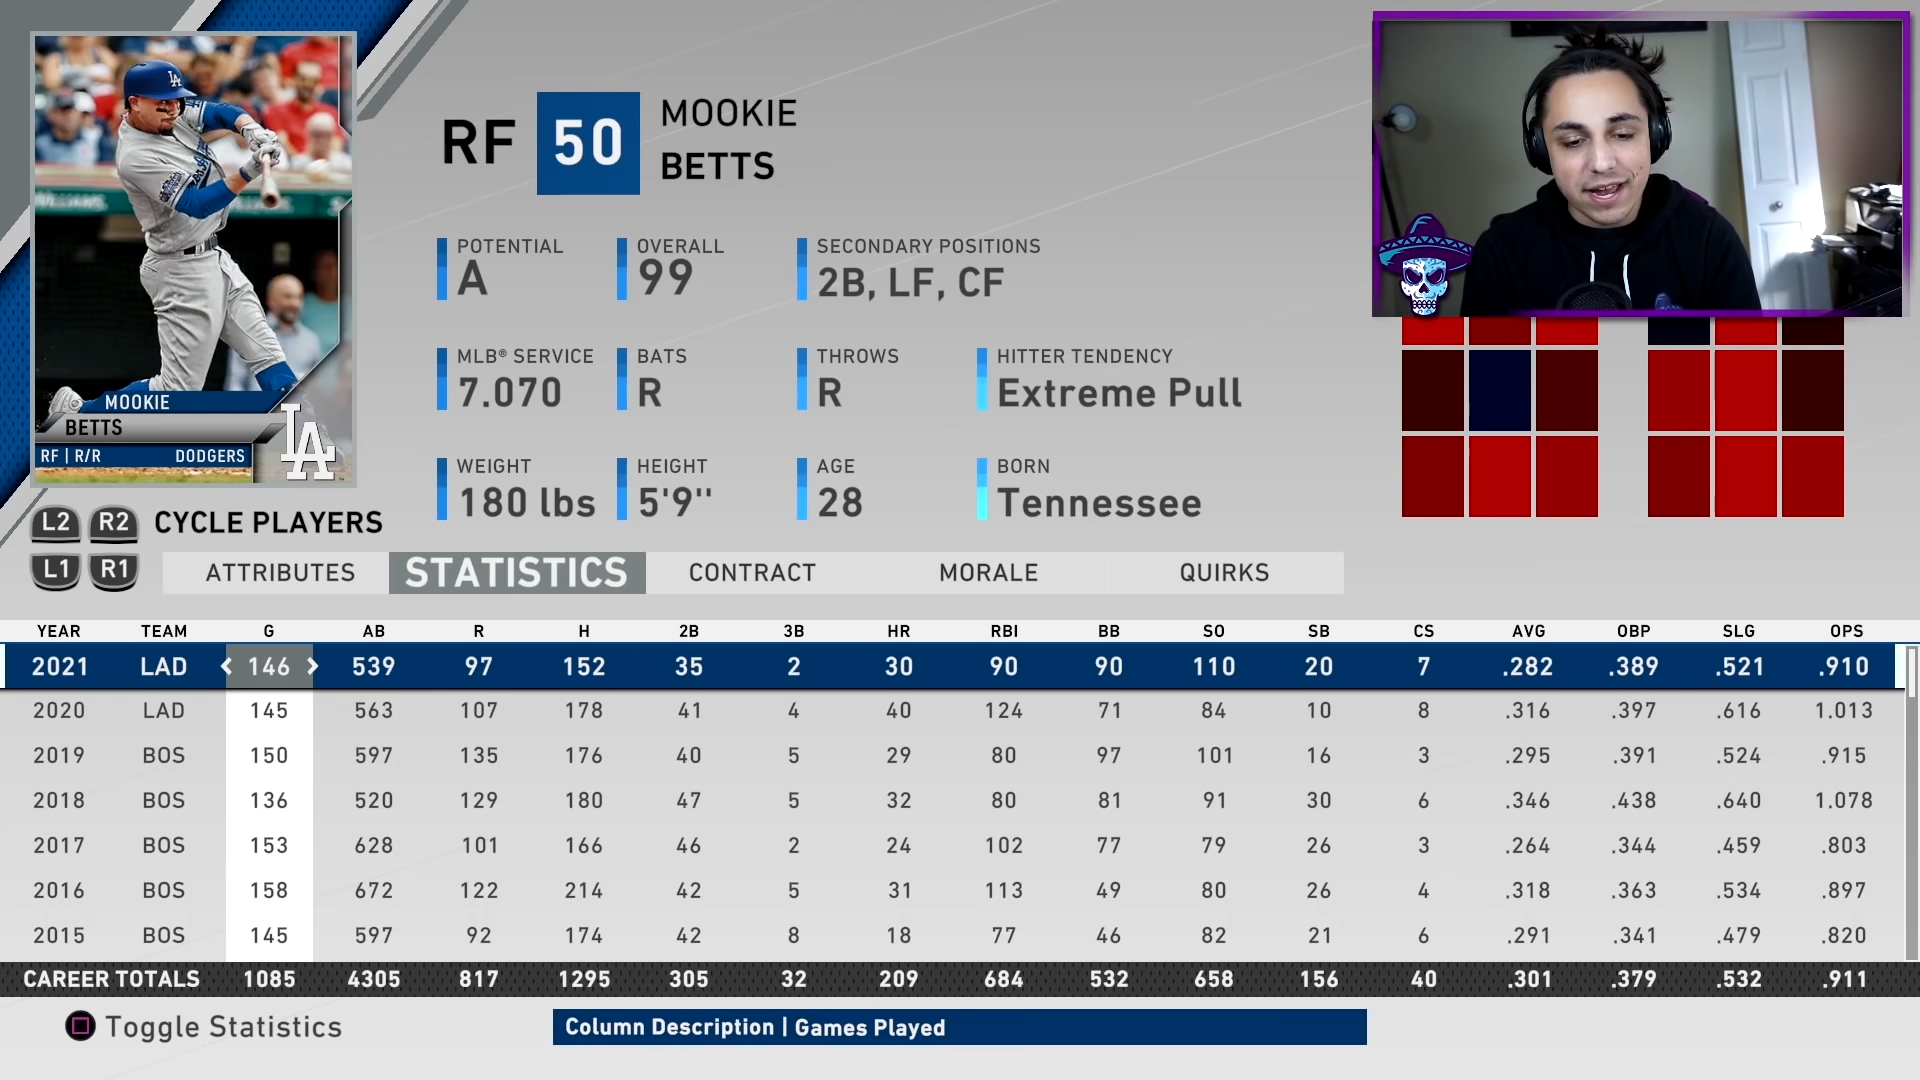 RF 50 MOOKIE
BETTS
POTENTIAL OVERALL SECONDARY POSITIONS
A 99 2B, LF, CF
MLB® SERVICE BATS THROWS HITTER TENDENCY
7.070 R R Extreme Pull
WEIGHT HEIGHT AGE BORN
180 lbs 5'9'' 28 Tennessee
LA
MOOKIE
BETTS
RF | R/R DODGERS
LA
L2 R2 CYCLE PLAYERS
L1 R1 ATTRIBUTES STATISTICS CONTRACT MORALE QUIRKS
YEAR TEAM G AB R H 2B 3B HR RBI BB SO SB CS AVG OBP SLG OPS
2021 LAD < 146 > 539 97 152 35 2 30 90 90 110 20 7 .282 .389 .521 .910
2020 LAD 145 563 107 178 41 4 40 124 71 84 10 8 .316 .397 .616 1.013
2019 BOS 150 597 135 176 40 5 29 80 97 101 16 3 .295 .391 .524 .915
2018 BOS 136 520 129 180 47 5 32 80 81 91 30 6 .346 .438 .640 1.078
2017 BOS 153 628 101 166 46 2 24 102 77 79 26 3 .264 .344 .459 .803
2016 BOS 158 672 122 214 42 5 31 113 49 80 26 4 .318 .363 .534 .897
2015 BOS 145 597 92 174 42 8 18 77 46 82 21 6 .291 .341 .479 .820
CAREER TOTALS 1085 4305 817 1295 305 32 209 684 532 658 156 40 .301 .379 .532 .911
Toggle Statistics Column Description | Games Played